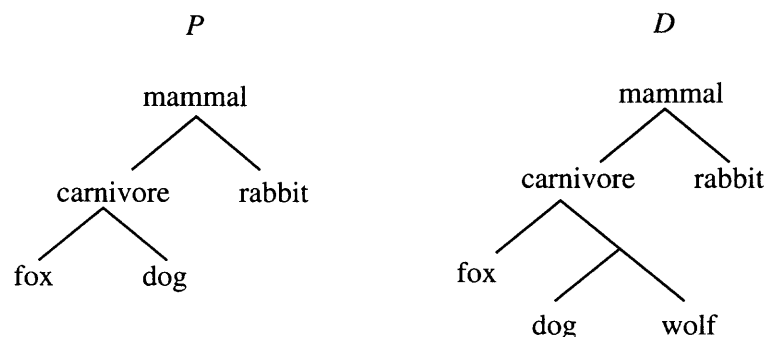 P
mammal
carnivore rabbit
fox dog
D
mammal
carnivore rabbit
fox
dog wolf